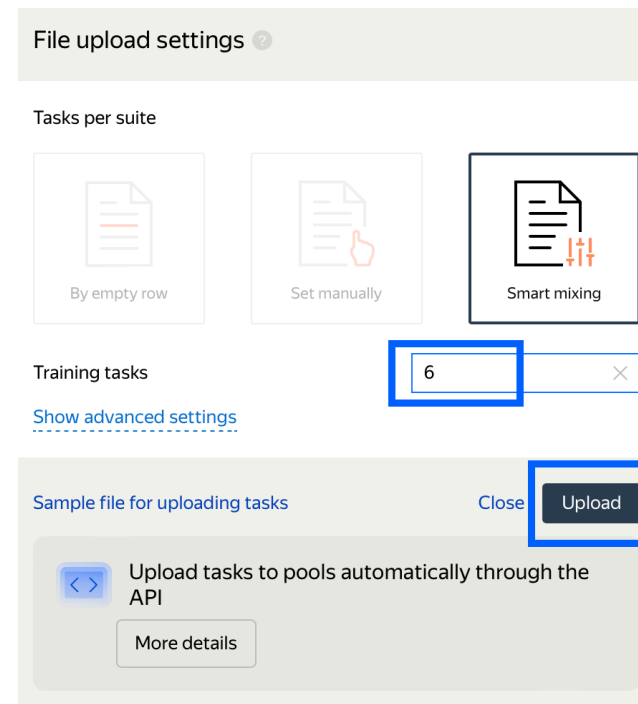 File upload settings ?
Tasks per suite
By empty row
Set manually
Smart mixing
Training tasks
6
Show advanced settings
Sample file for uploading tasks
Close
Upload
Upload tasks to pools automatically through the
API
More details